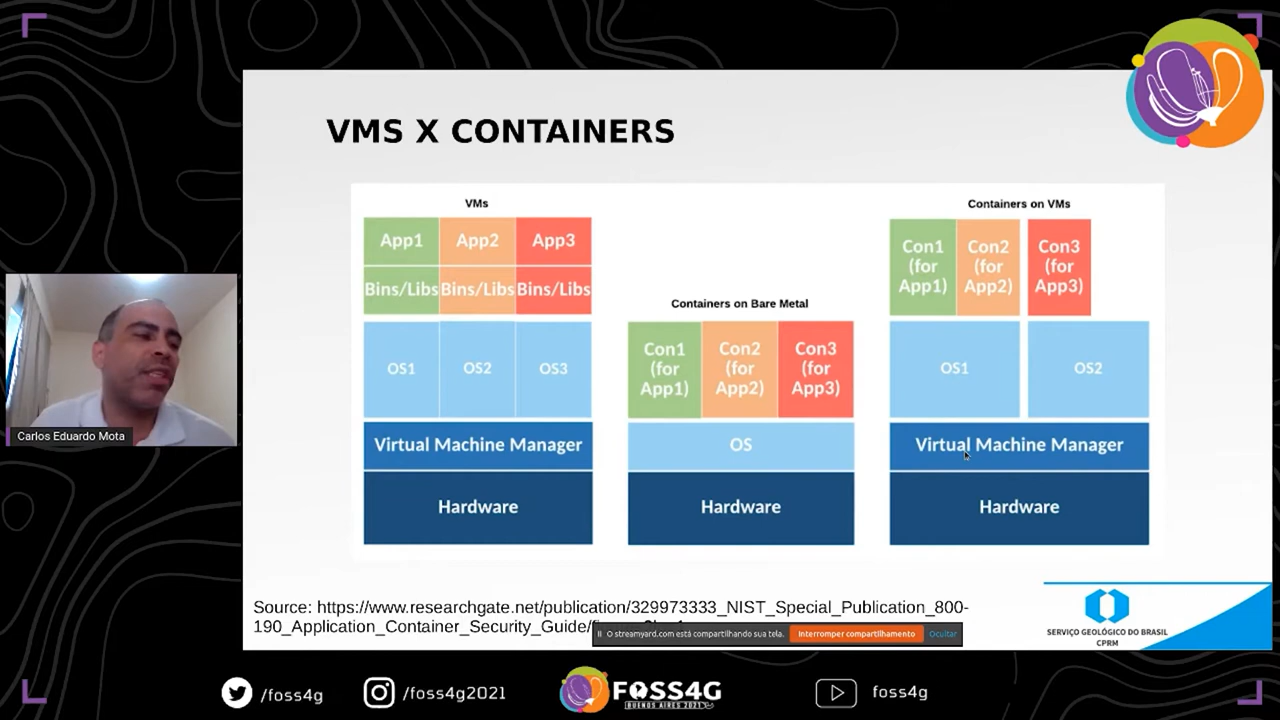 VMS X CONTAINERS
VMs
App1 App2 App3
Bins/Libs Bins/Libs Bins/Libs
OS1 OS2 OS3
Virtual Machine Manager
Hardware
Containers on Bare Metal
Con1 (for App1)
Con2 (for App2)
Con3 (for App3)
OS
Hardware
Containers on VMs
Con1 (for App1)
Con2 (for App2)
Con3 (for App3)
OS1 OS2
Virtual Machine Manager
Hardware
Carlos Eduardo Mota
Source: https://www.researchgate.net/publication/329973333_NIST_Special_Publication_800-
190_Application_Container_Security_Guide/
O streamyard.com está compartilhando sua tela. Interromper compartilhamento Ocultar
SERVIÇO GEOLÓGICO DO BRASIL
CPRM
/foss4g
/foss4g2021
FOSS4G
BUENOS AIRES 2021
foss4g